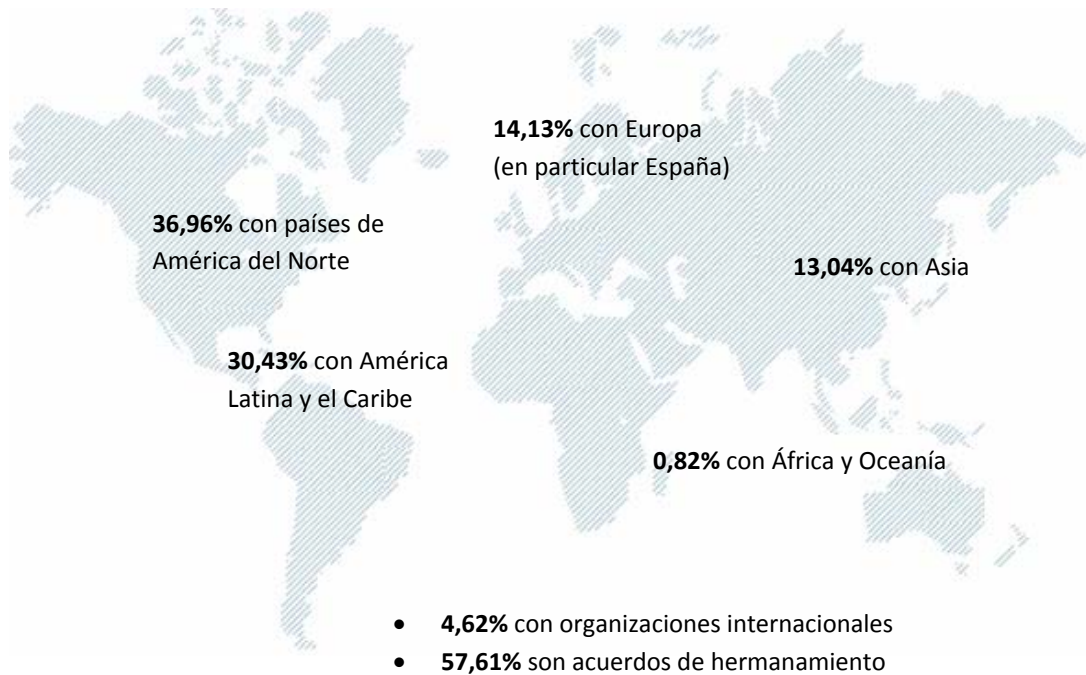 14,13% con Europa
(en particular España)
36,96% con países de
América del Norte
13,04% con Asia
30,43% con América
Latina y el Caribe
0,82% con África y Oceanía
• 4,62% con organizaciones internacionales
• 57,61% son acuerdos de hermanamiento